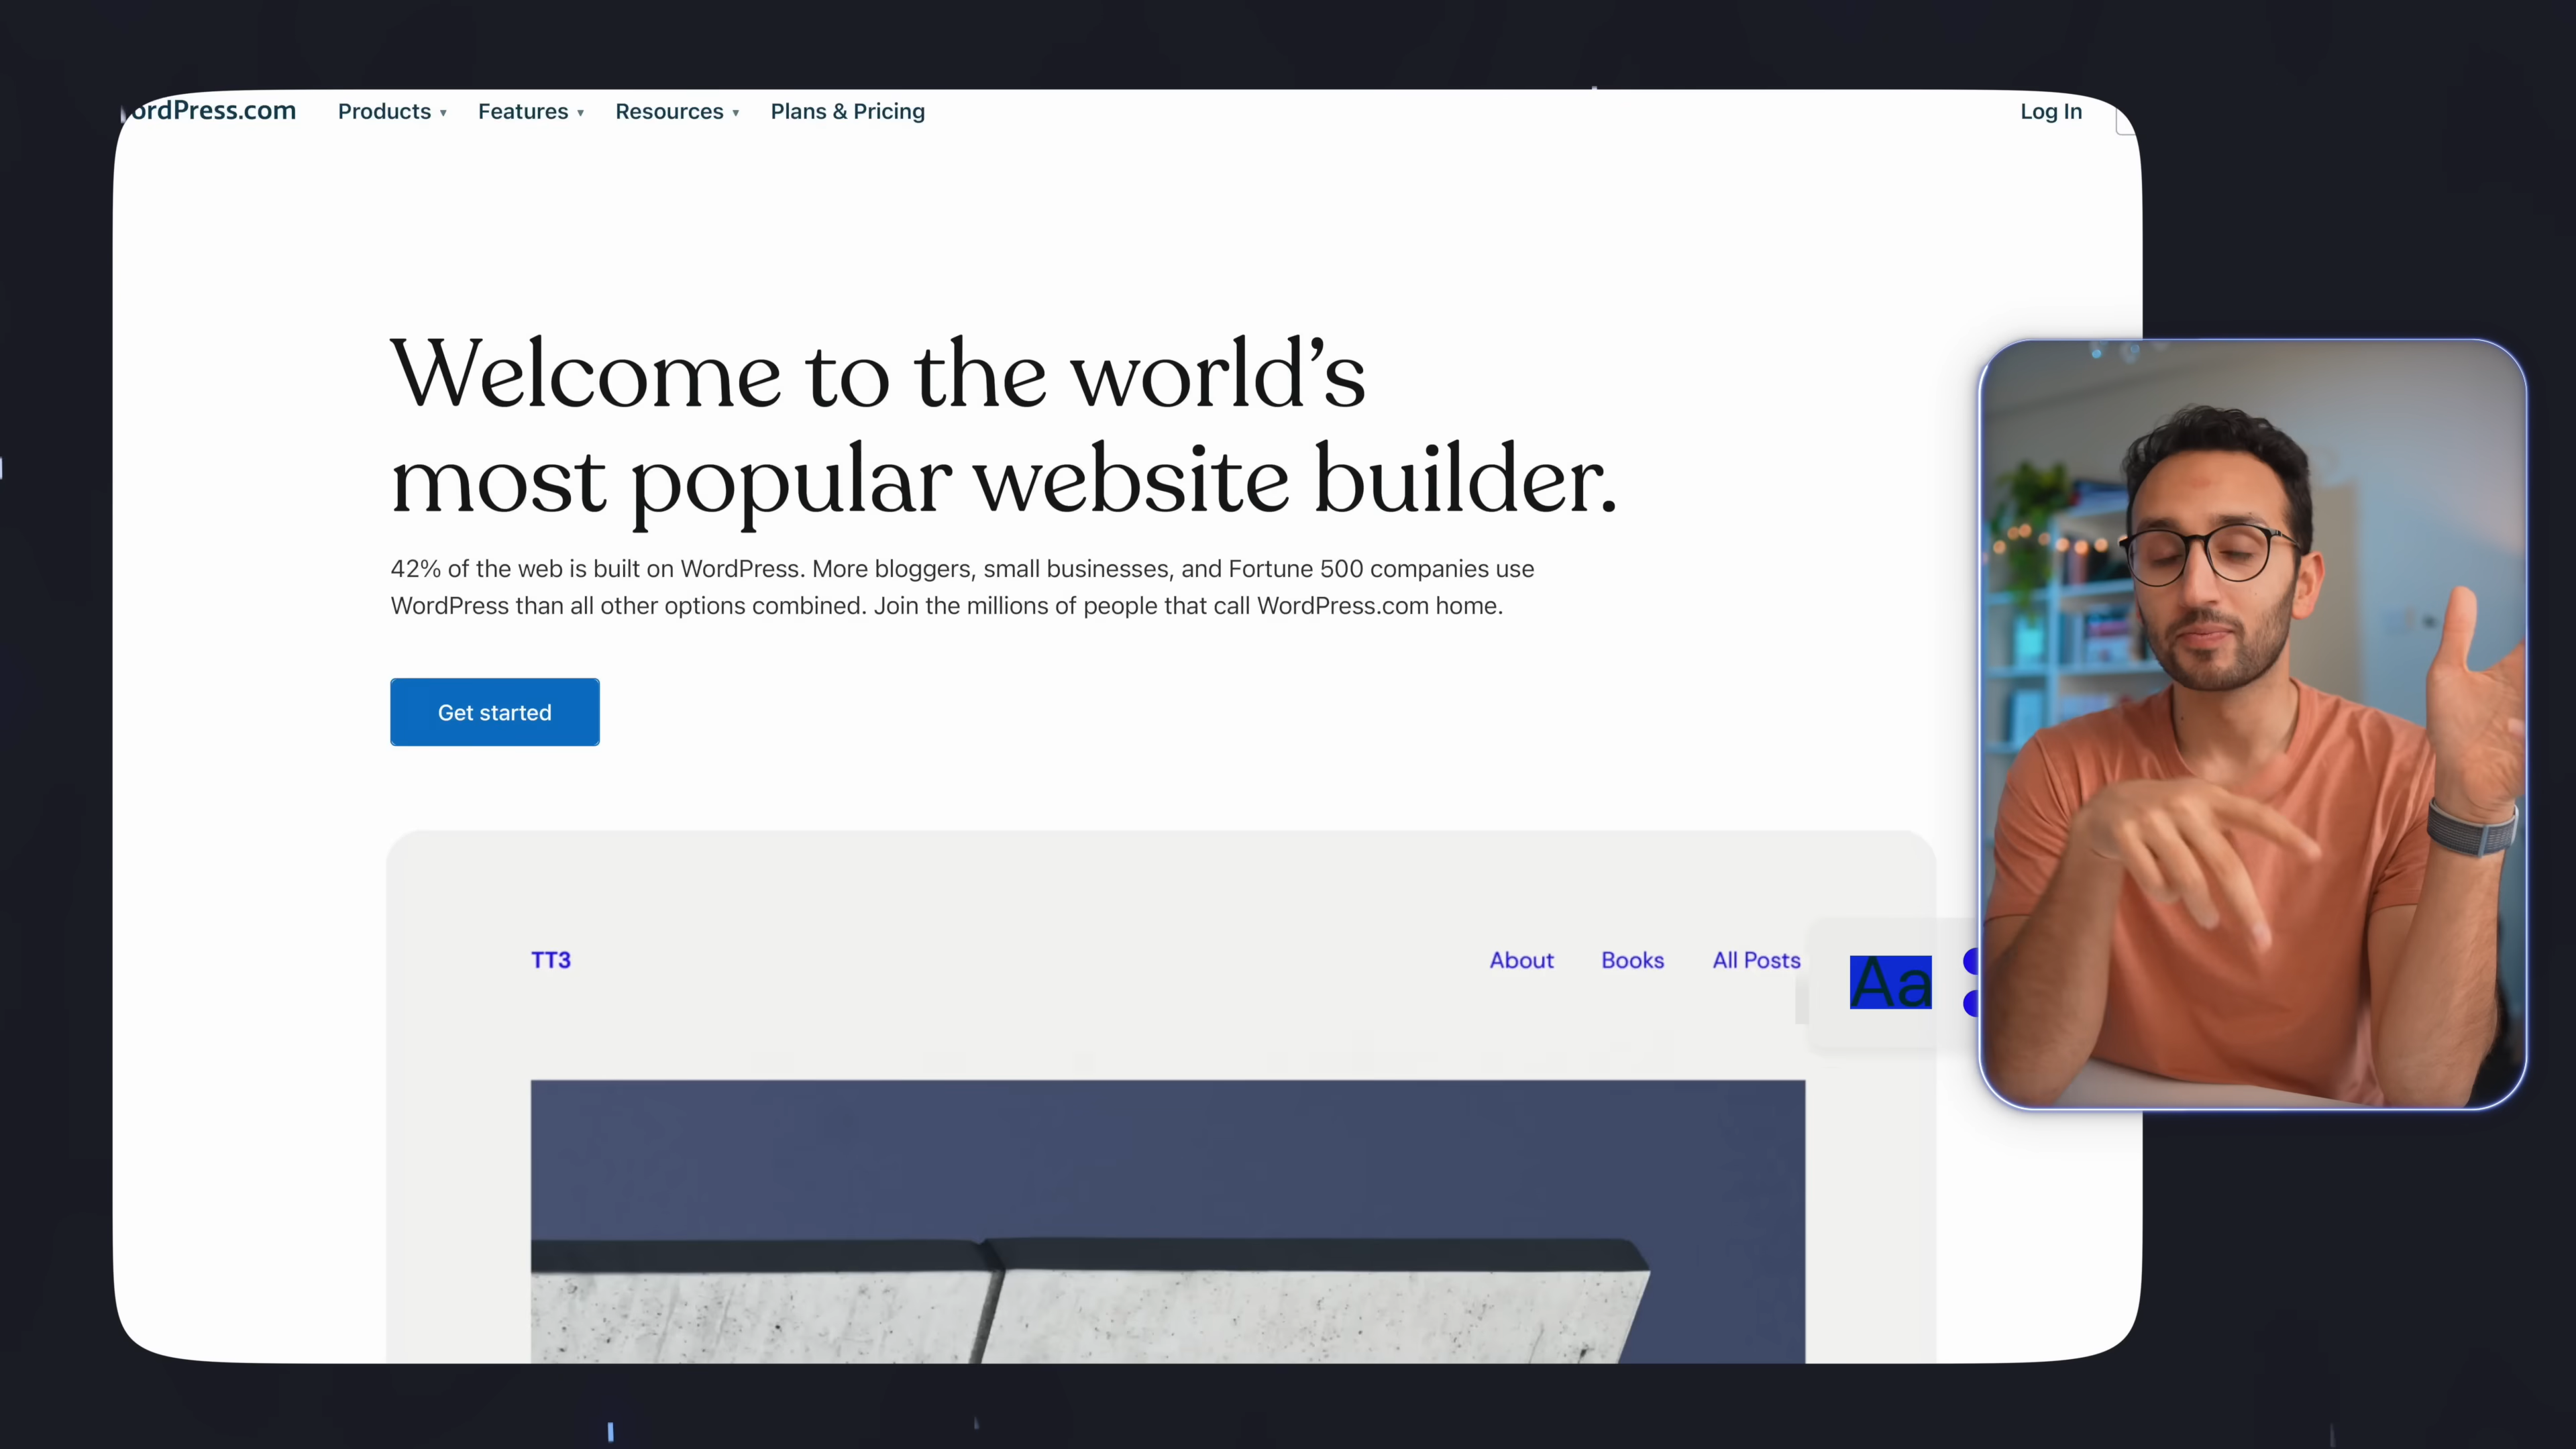 ordPress.com
Products ▾ Features ▾ Resources ▾ Plans & Pricing
Log In
Welcome to the world’s
most popular website builder.
42% of the web is built on WordPress. More bloggers, small businesses, and Fortune 500 companies use
WordPress than all other options combined. Join the millions of people that call WordPress.com home.
Get started
TT3
About Books All Posts
Aa